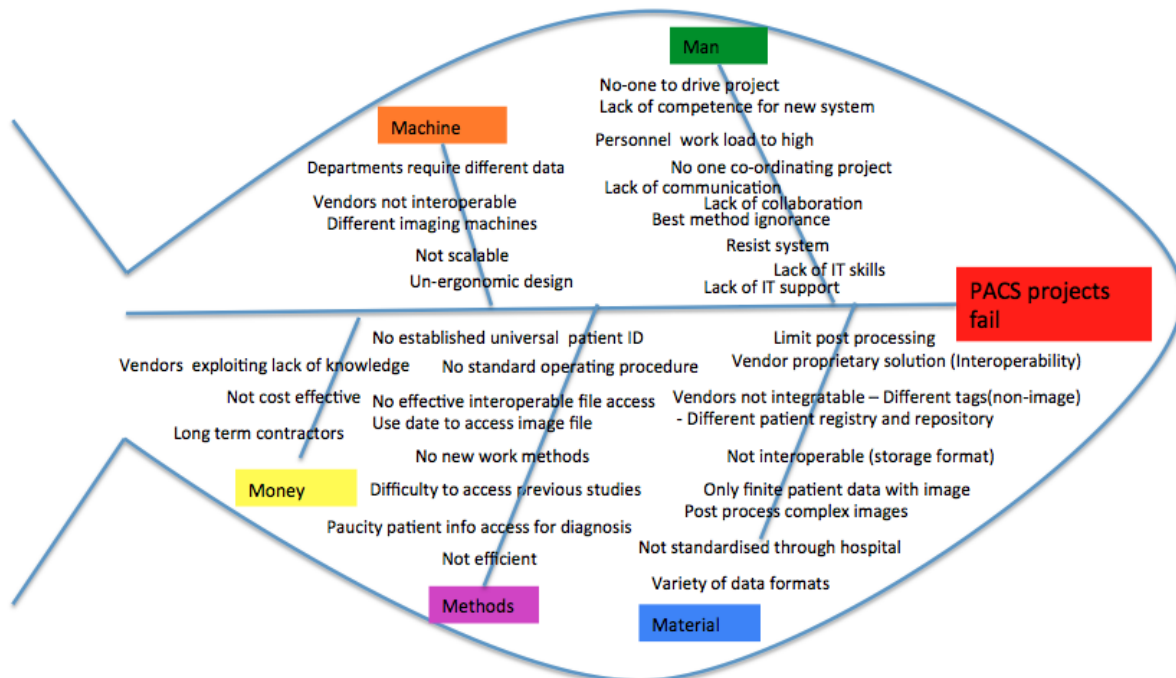 Man
No-one to drive project
Lack of competence for new system
Personnel work load to high
No one co-ordinating project
Lack of communication
Lack of collaboration
Best method ignorance
Resist system
Lack of IT skills
Lack of IT support
Machine
Departments require different data
Vendors not interoperable
Different imaging machines
Not scalable
Un-ergonomic design
PACS projects
fail
Vendors exploiting lack of knowledge
Not cost effective
Long term contractors
Money
No established universal patient ID
No standard operating procedure
No effective interoperable file access
Use date to access image file
No new work methods
Difficulty to access previous studies
Paucity patient info access for diagnosis
Not efficient
Methods
Limit post processing
Vendor proprietary solution (Interoperability)
Vendors not integratable – Different tags(non-image)
- Different patient registry and repository
Not interoperable (storage format)
Only finite patient data with image
Post process complex images
Not standardised through hospital
Variety of data formats
Material